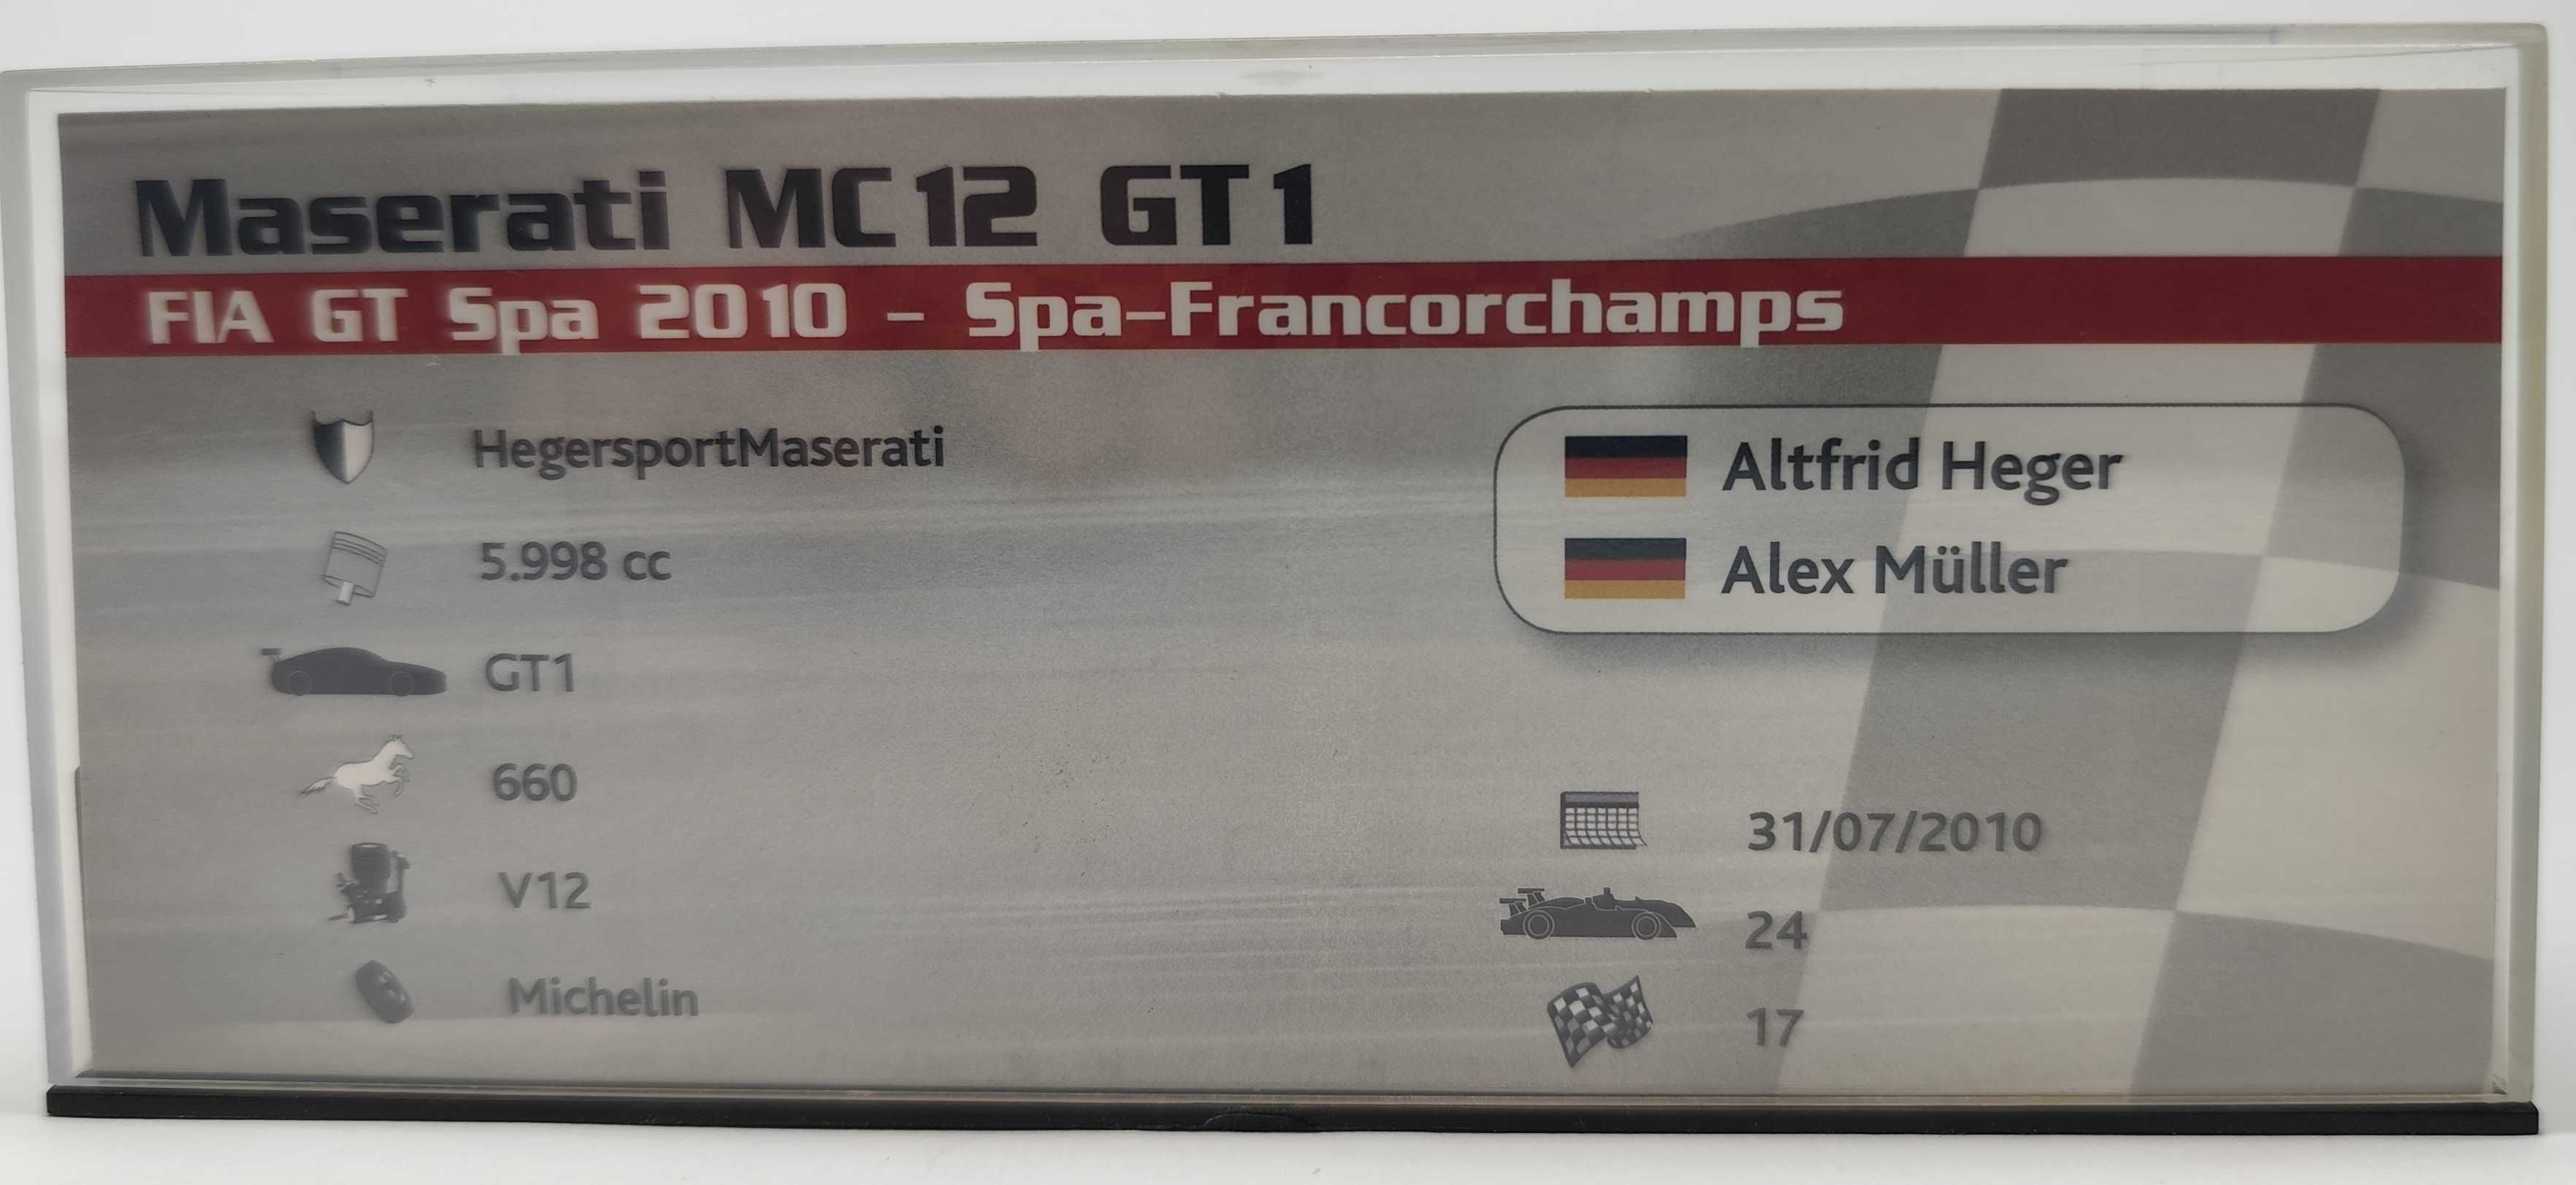 Maserati MC12 GT1
FIA GT Spa 2010 - Spa-Francorchamps
HegersportMaserati
5.998 cc
GT1
660
V12
Michelin
Altfrid Heger
Alex Müller
31/07/2010
24
17